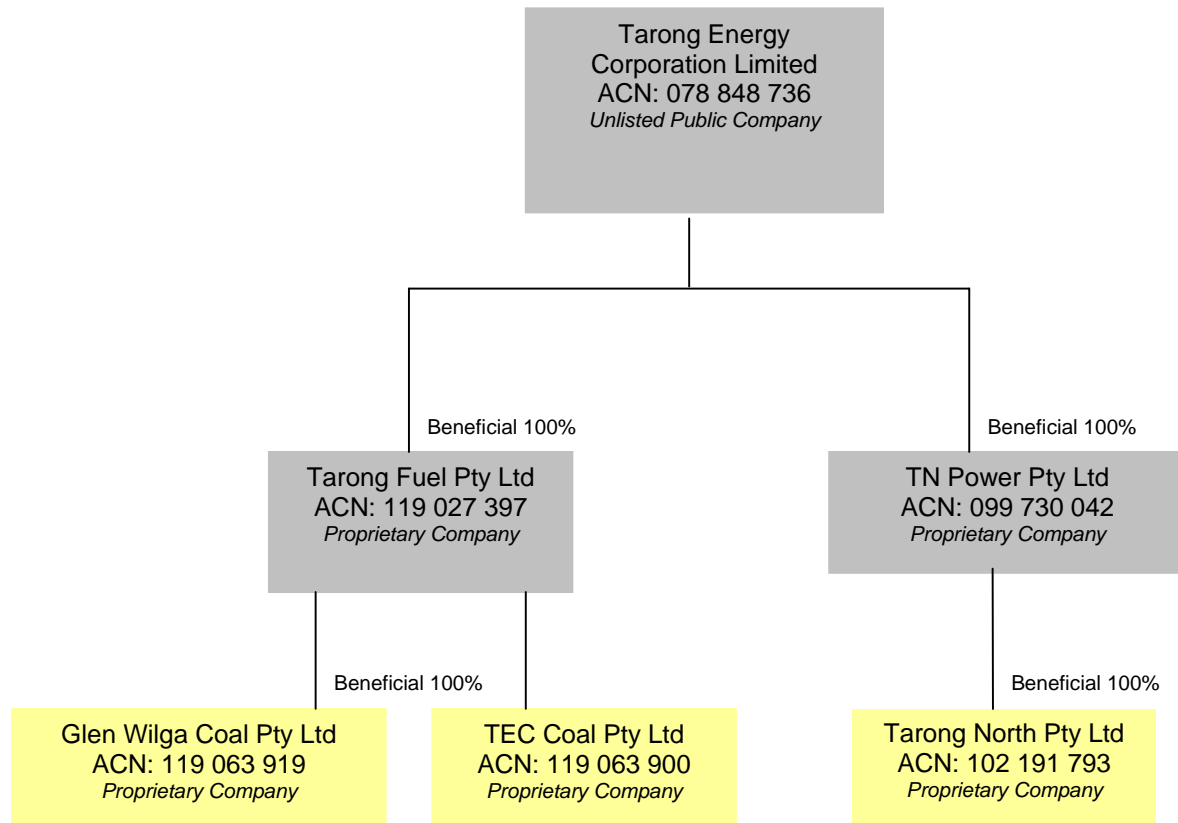 Tarong Energy
Corporation Limited
ACN: 078 848 736
Unlisted Public Company
Beneficial 100%
Beneficial 100%
Tarong Fuel Pty Ltd
ACN: 119 027 397
Proprietary Company
TN Power Pty Ltd
ACN: 099 730 042
Proprietary Company
Beneficial 100%
Beneficial 100%
Glen Wilga Coal Pty Ltd
ACN: 119 063 919
Proprietary Company
TEC Coal Pty Ltd
ACN: 119 063 900
Proprietary Company
Tarong North Pty Ltd
ACN: 102 191 793
Proprietary Company